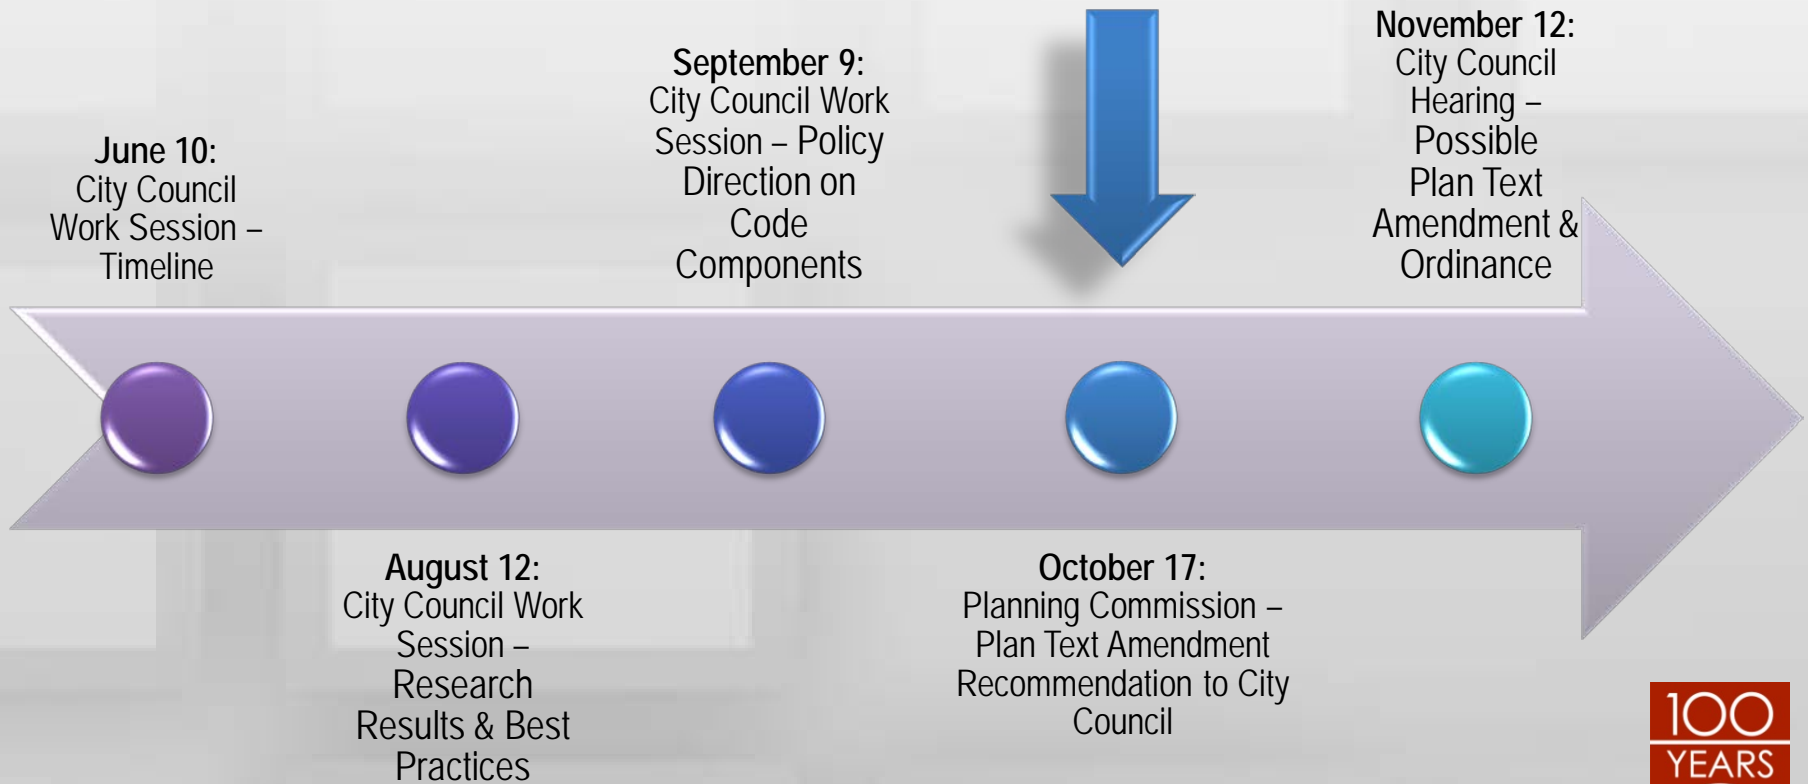 June 10:
City Council
Work Session –
Timeline
August 12:
City Council Work
Session –
Research
Results & Best
Practices
September 9:
City Council Work
Session – Policy
Direction on
Code
Components
October 17:
Planning Commission –
Plan Text Amendment
Recommendation to City
Council
November 12:
City Council
Hearing –
Possible
Plan Text
Amendment &
Ordinance
100
YEARS